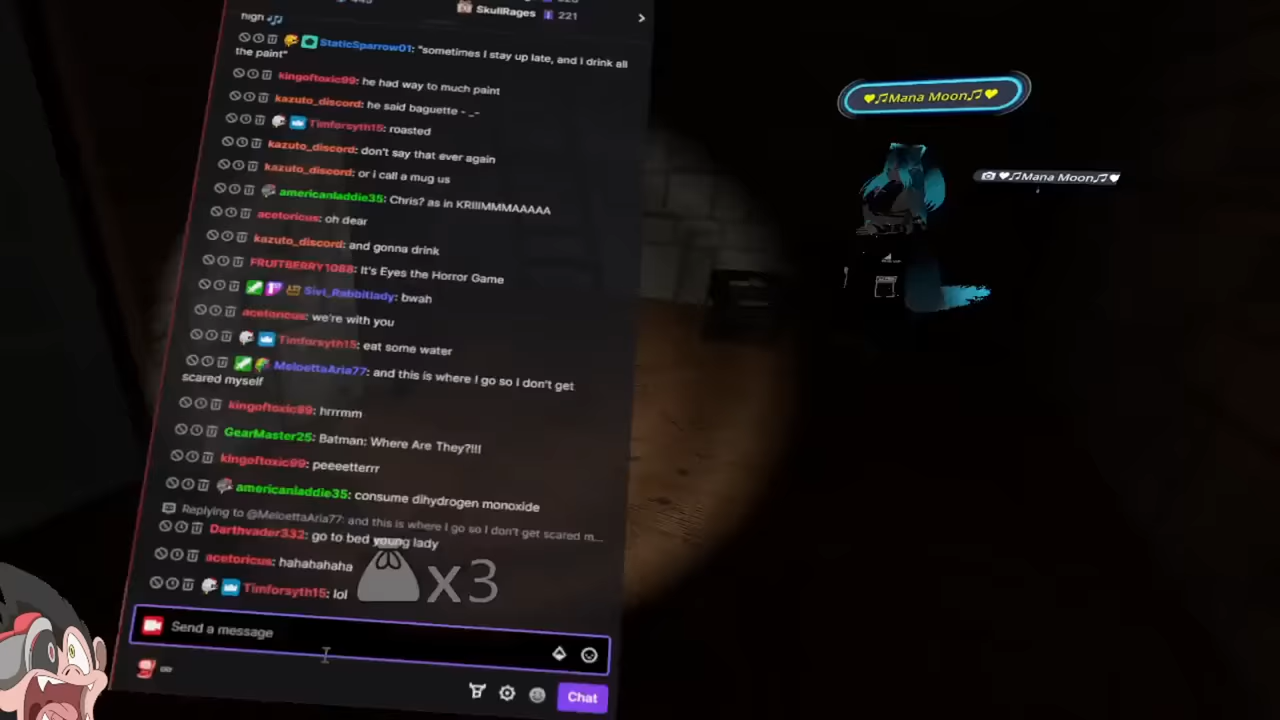 SkullRages 221
high
StaticSparrow01: "sometimes I stay up late, and I drink all
the paint"
kingoftoxic99: he had way to much paint
kazuto_discord: he said baguette - _-
Timforsyth15: roasted
kazuto_discord: don't say that ever again
kazuto_discord: or i call a mug us
americanladdie35: Chris? as in KRIIMMMAAAAA
acetoricus: oh dear
kazuto_discord: and gonna drink
FRUITBERRY1088: It's Eyes the Horror Game
Sivi_Rabbitlady: bwah
acetoricus: we're with you
Timforsyth15: eat some water
MeloettaAria77: and this is where I go so I don't get
scared myself
kingoftoxic99: hrrrmm
GearMaster25: Batman: Where Are They?!!!
kingoftoxic99: peeeetterrr
americanladdie35: consume dihydrogen monoxide
Replying to @MeloettaAria77: and this is where I go so I don't get scared m...
Darthvader332: go to bed young lady
acetoricus: hahahahaha
Timforsyth15: lol
x3
Send a message
Chat
♥♫Mana Moon♫♥
♥♫Mana Moon♫♥